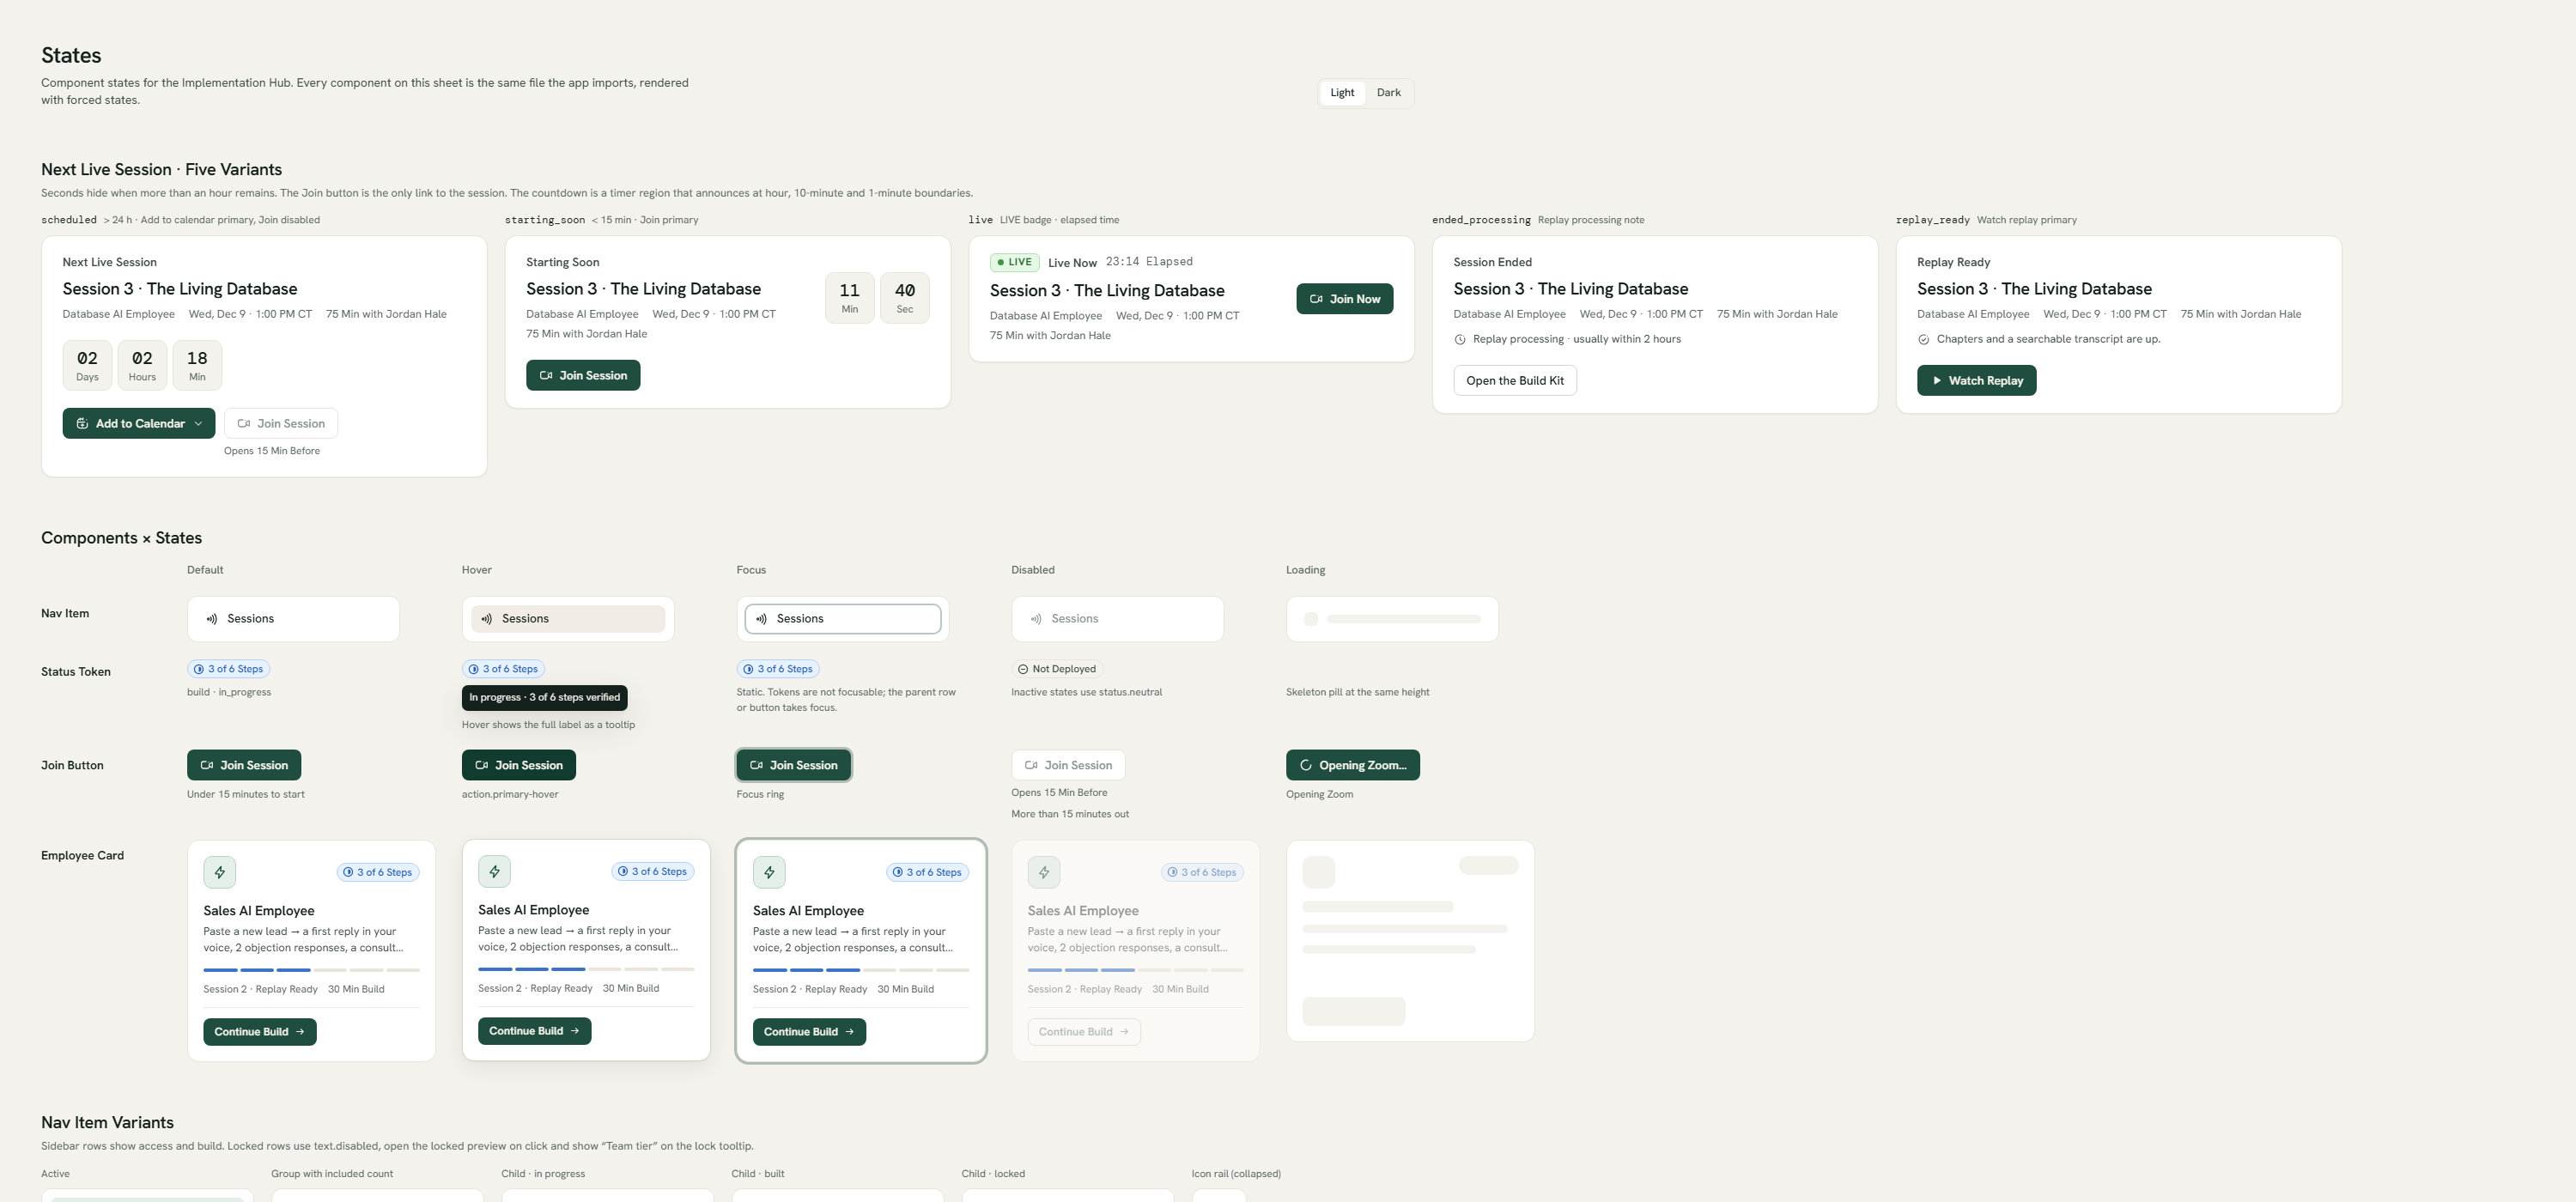 States
Component states for the Implementation Hub. Every component on this sheet is the same file the app imports, rendered
with forced states.
Light
Dark
Next Live Session · Five Variants
Seconds hide when more than an hour remains. The Join button is the only link to the session. The countdown is a timer region that announces at hour, 10-minute and 1-minute boundaries.
scheduled > 24 h · Add to calendar primary, Join disabled
Next Live Session
Session 3 · The Living Database
Database AI Employee Wed, Dec 9 · 1:00 PM CT 75 Min with Jordan Hale
02 02 18
Days Hours Min
Add to Calendar
Join Session
Opens 15 Min Before
starting_soon < 15 min · Join primary
Starting Soon
Session 3 · The Living Database
Database AI Employee Wed, Dec 9 · 1:00 PM CT
75 Min with Jordan Hale
11 40
Min Sec
Join Session
live LIVE badge · elapsed time
LIVE Live Now 23:14 Elapsed
Session 3 · The Living Database
Database AI Employee Wed, Dec 9 · 1:00 PM CT
75 Min with Jordan Hale
Join Now
ended_processing Replay processing note
Session Ended
Session 3 · The Living Database
Database AI Employee Wed, Dec 9 · 1:00 PM CT 75 Min with Jordan Hale
Replay processing · usually within 2 hours
Open the Build Kit
replay_ready Watch replay primary
Replay Ready
Session 3 · The Living Database
Database AI Employee Wed, Dec 9 · 1:00 PM CT 75 Min with Jordan Hale
Chapters and a searchable transcript are up.
Watch Replay
Components × States
Default Hover Focus Disabled Loading
Nav Item
Sessions
Sessions
Sessions
Sessions
Status Token
3 of 6 Steps
build · in_progress
3 of 6 Steps
In progress · 3 of 6 steps verified
Hover shows the full label as a tooltip
3 of 6 Steps
Static. Tokens are not focusable; the parent row
or button takes focus.
Not Deployed
Inactive states use status.neutral
Skeleton pill at the same height
Join Button
Join Session
Under 15 minutes to start
Join Session
action.primary-hover
Join Session
Focus ring
Join Session
Opens 15 Min Before
More than 15 minutes out
Opening Zoom...
Opening Zoom
Employee Card
3 of 6 Steps
Sales AI Employee
Paste a new lead → a first reply in your
voice, 2 objection responses, a consult...
Session 2 · Replay Ready 30 Min Build
Continue Build →
3 of 6 Steps
Sales AI Employee
Paste a new lead → a first reply in your
voice, 2 objection responses, a consult...
Session 2 · Replay Ready 30 Min Build
Continue Build →
3 of 6 Steps
Sales AI Employee
Paste a new lead → a first reply in your
voice, 2 objection responses, a consult...
Session 2 · Replay Ready 30 Min Build
Continue Build →
3 of 6 Steps
Sales AI Employee
Paste a new lead → a first reply in your
voice, 2 objection responses, a consult...
Session 2 · Replay Ready 30 Min Build
Continue Build →
Nav Item Variants
Sidebar rows show access and build. Locked rows use text.disabled, open the locked preview on click and show “Team tier” on the lock tooltip.
Active
Group with included count
Child · in progress
Child · built
Child · locked
Icon rail (collapsed)